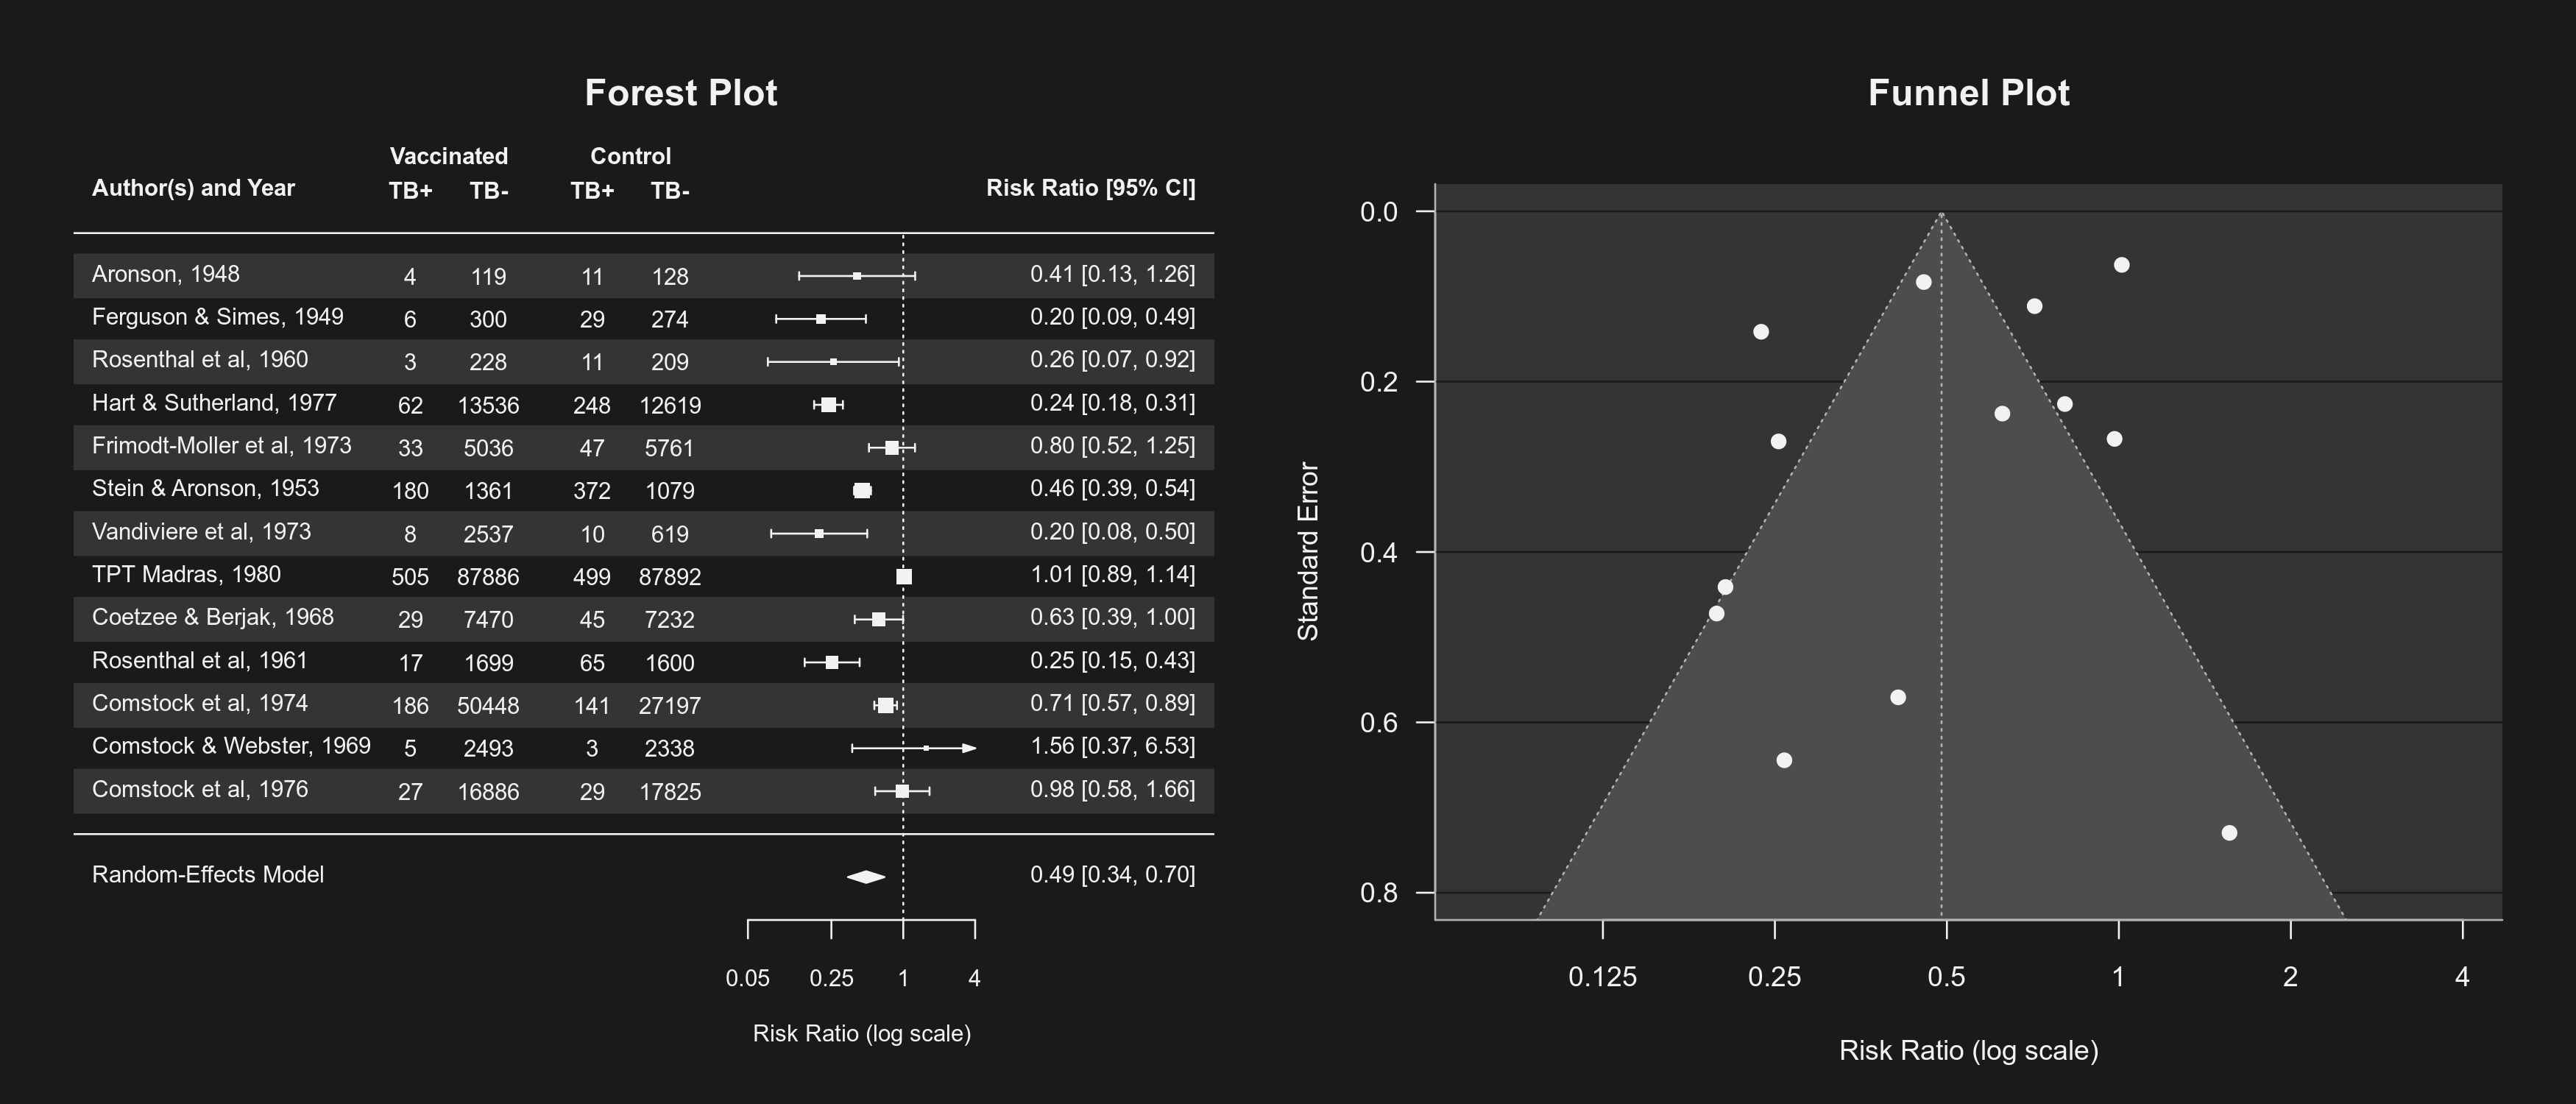 Forest Plot
Vaccinated Control
Author(s) and Year TB+ TB- TB+ TB- Risk Ratio [95% CI]
Aronson, 1948 4 119 11 128 0.41 [0.13, 1.26]
Ferguson & Simes, 1949 6 300 29 274 0.20 [0.09, 0.49]
Rosenthal et al, 1960 3 228 11 209 0.26 [0.07, 0.92]
Hart & Sutherland, 1977 62 13536 248 12619 0.24 [0.18, 0.31]
Frimodt-Moller et al, 1973 33 5036 47 5761 0.80 [0.52, 1.25]
Stein & Aronson, 1953 180 1361 372 1079 0.46 [0.39, 0.54]
Vandiviere et al, 1973 8 2537 10 619 0.20 [0.08, 0.50]
TPT Madras, 1980 505 87886 499 87892 1.01 [0.89, 1.14]
Coetzee & Berjak, 1968 29 7470 45 7232 0.63 [0.39, 1.00]
Rosenthal et al, 1961 17 1699 65 1600 0.25 [0.15, 0.43]
Comstock et al, 1974 186 50448 141 27197 0.71 [0.57, 0.89]
Comstock & Webster, 1969 5 2493 3 2338 1.56 [0.37, 6.53]
Comstock et al, 1976 27 16886 29 17825 0.98 [0.58, 1.66]
Random-Effects Model 0.49 [0.34, 0.70]
0.05 0.25 1 4
Risk Ratio (log scale)
Funnel Plot
Standard Error
0.0
0.2
0.4
0.6
0.8
0.125 0.25 0.5 1 2 4
Risk Ratio (log scale)